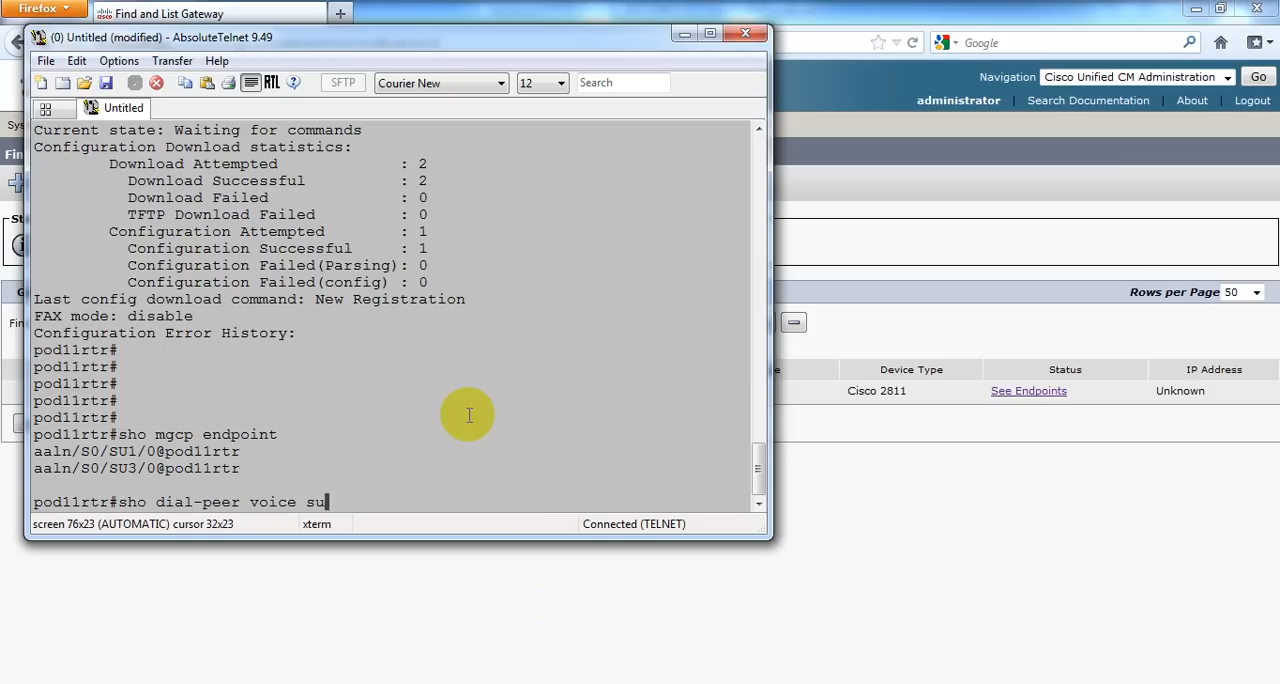 Firefox
cisco Find and List Gateway
(0) Untitled (modified) - AbsoluteTelnet 9.49
Google
File Edit Options Transfer Help
Navigation Cisco Unified CM Administration Go
RTL SFTP Courier New 12 Search
administrator | Search Documentation | About | Logout
Untitled
Sys
Current state: Waiting for commands
Configuration Download statistics:
Download Attempted : 2
Download Successful : 2
Download Failed : 0
TFTP Download Failed : 0
Configuration Attempted : 1
Configuration Successful : 1
Configuration Failed(Parsing): 0
Configuration Failed(config) : 0
Last config download command: New Registration
FAX mode: disable
Configuration Error History:
pod11rtr#
pod11rtr#
pod11rtr#
pod11rtr#
pod11rtr#
pod11rtr#sho mgcp endpoint
aaln/S0/SU1/0@pod11rtr
aaln/S0/SU3/0@pod11rtr
pod11rtr#sho dial-peer voice su
screen 76x23 (AUTOMATIC) cursor 32x23 xterm Connected (TELNET)
Fin
St
G
Rows per Page 50
Fin
e Device Type Status IP Address
Cisco 2811 See Endpoints Unknown